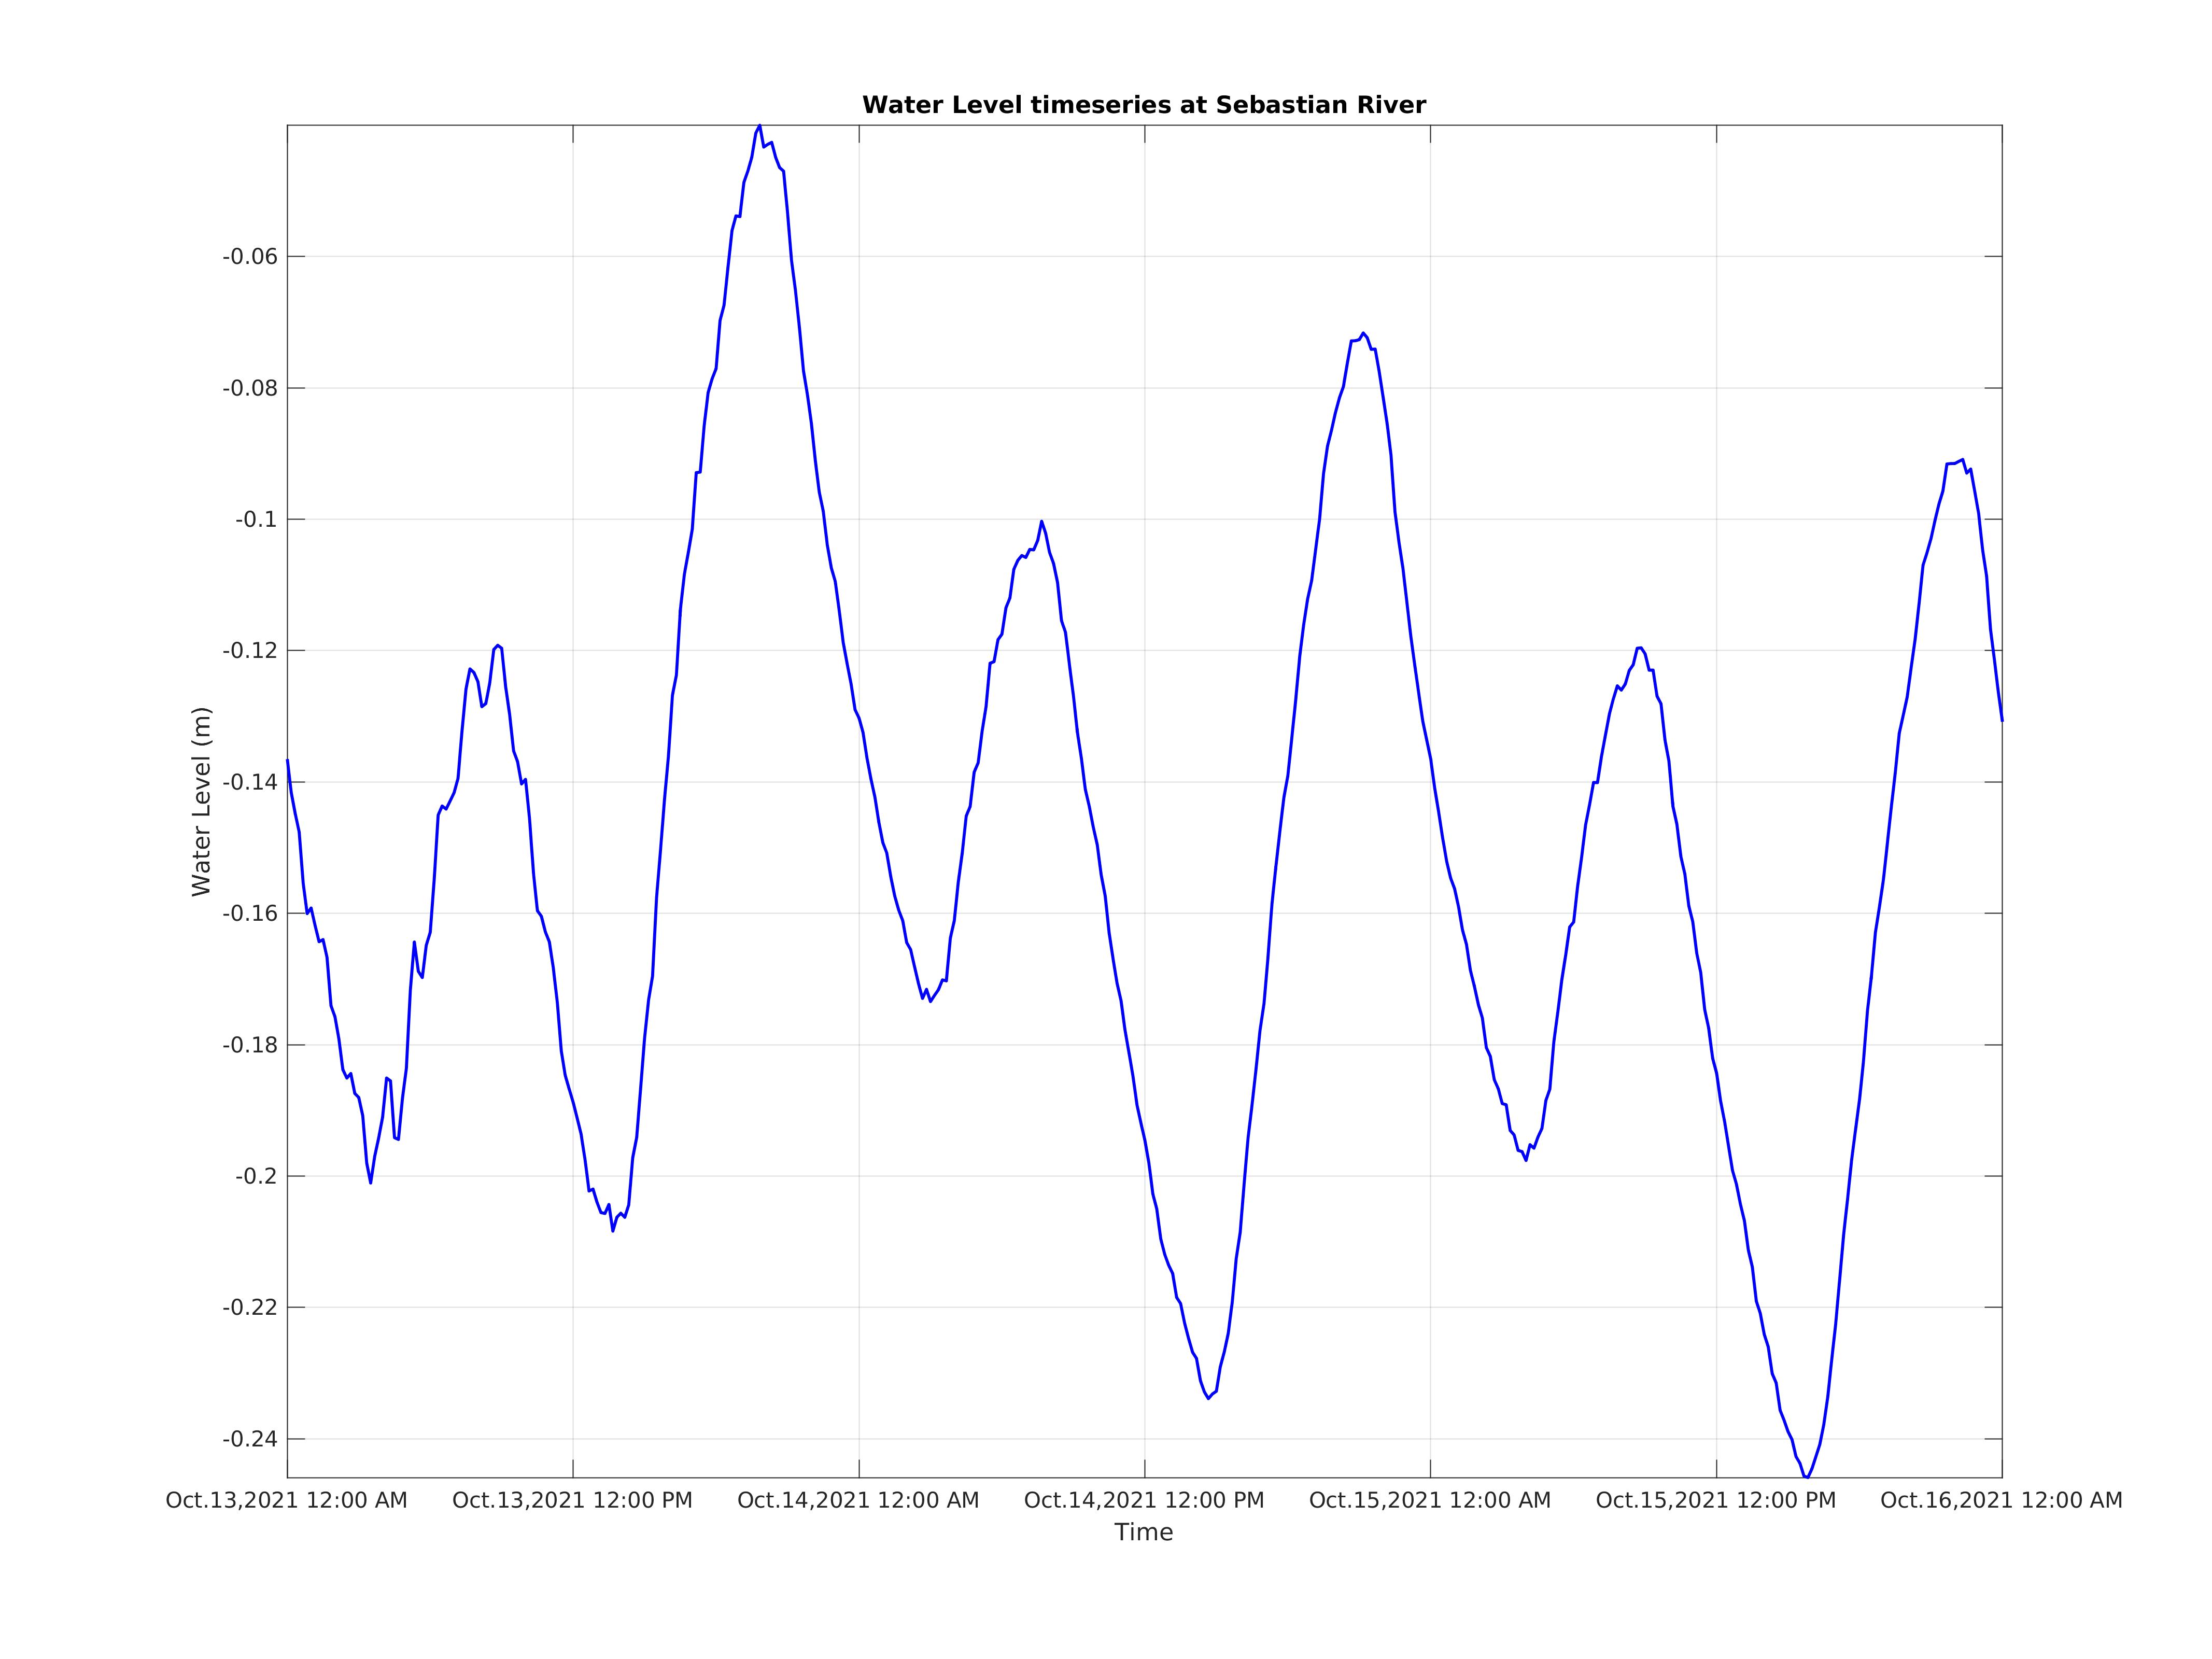 Water Level timeseries at Sebastian River
-0.06
-0.08
-0.1
-0.12
-0.14
-0.16
-0.18
-0.2
-0.22
-0.24
Water Level (m)
Oct.13,2021 12:00 AM
Oct.13,2021 12:00 PM
Oct.14,2021 12:00 AM
Oct.14,2021 12:00 PM
Oct.15,2021 12:00 AM
Oct.15,2021 12:00 PM
Oct.16,2021 12:00 AM
Time